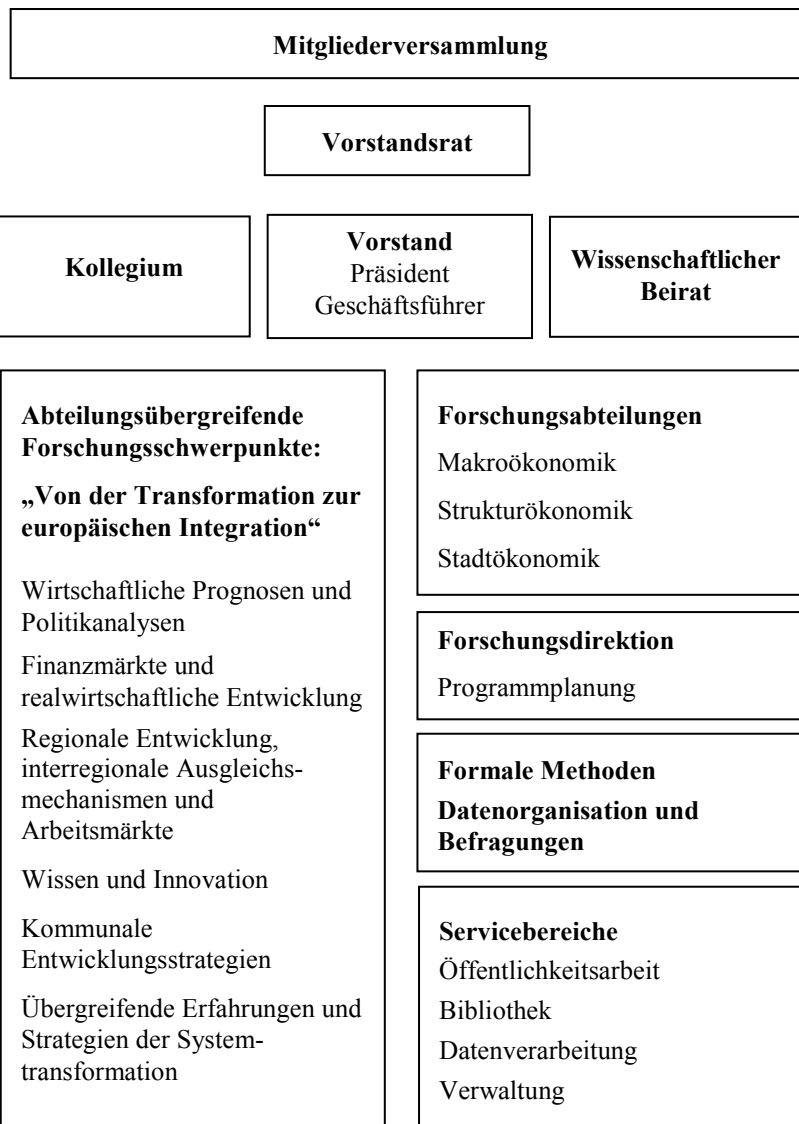 Mitgliederversammlung
Vorstandsrat
Kollegium
Vorstand
Präsident
Geschäftsführer
Wissenschaftlicher
Beirat
Abteilungsübergreifende
Forschungsschwerpunkte:
„Von der Transformation zur
europäischen Integration“
Wirtschaftliche Prognosen und
Politikanalysen
Finanzmärkte und
realwirtschaftliche Entwicklung
Regionale Entwicklung,
interregionale Ausgleichs-
mechanismen und
Arbeitsmärkte
Wissen und Innovation
Kommunale
Entwicklungsstrategien
Übergreifende Erfahrungen und
Strategien der System-
transformation
Forschungsabteilungen
Makroökonomik
Strukturökonomik
Stadtökonomik
Forschungsdirektion
Programmplanung
Formale Methoden
Datenorganisation und
Befragungen
Servicebereiche
Öffentlichkeitsarbeit
Bibliothek
Datenverarbeitung
Verwaltung